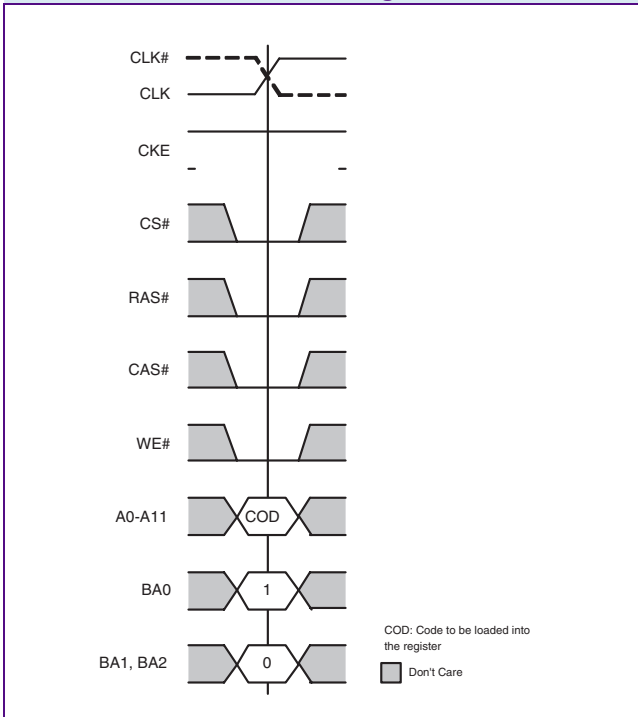 CLK#
CLK
CKE
CS#
RAS#
CAS#
WE#
A0-A11
COD
BA0
1
BA1, BA2
0
COD: Code to be loaded into
the register
Don't Care